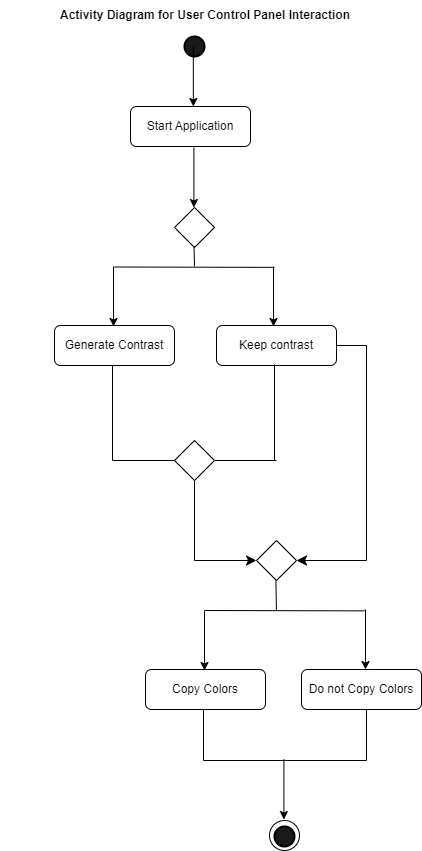 Activity Diagram for User Control Panel Interaction
Start Application
Generate Contrast
Keep contrast
Copy Colors
Do not Copy Colors